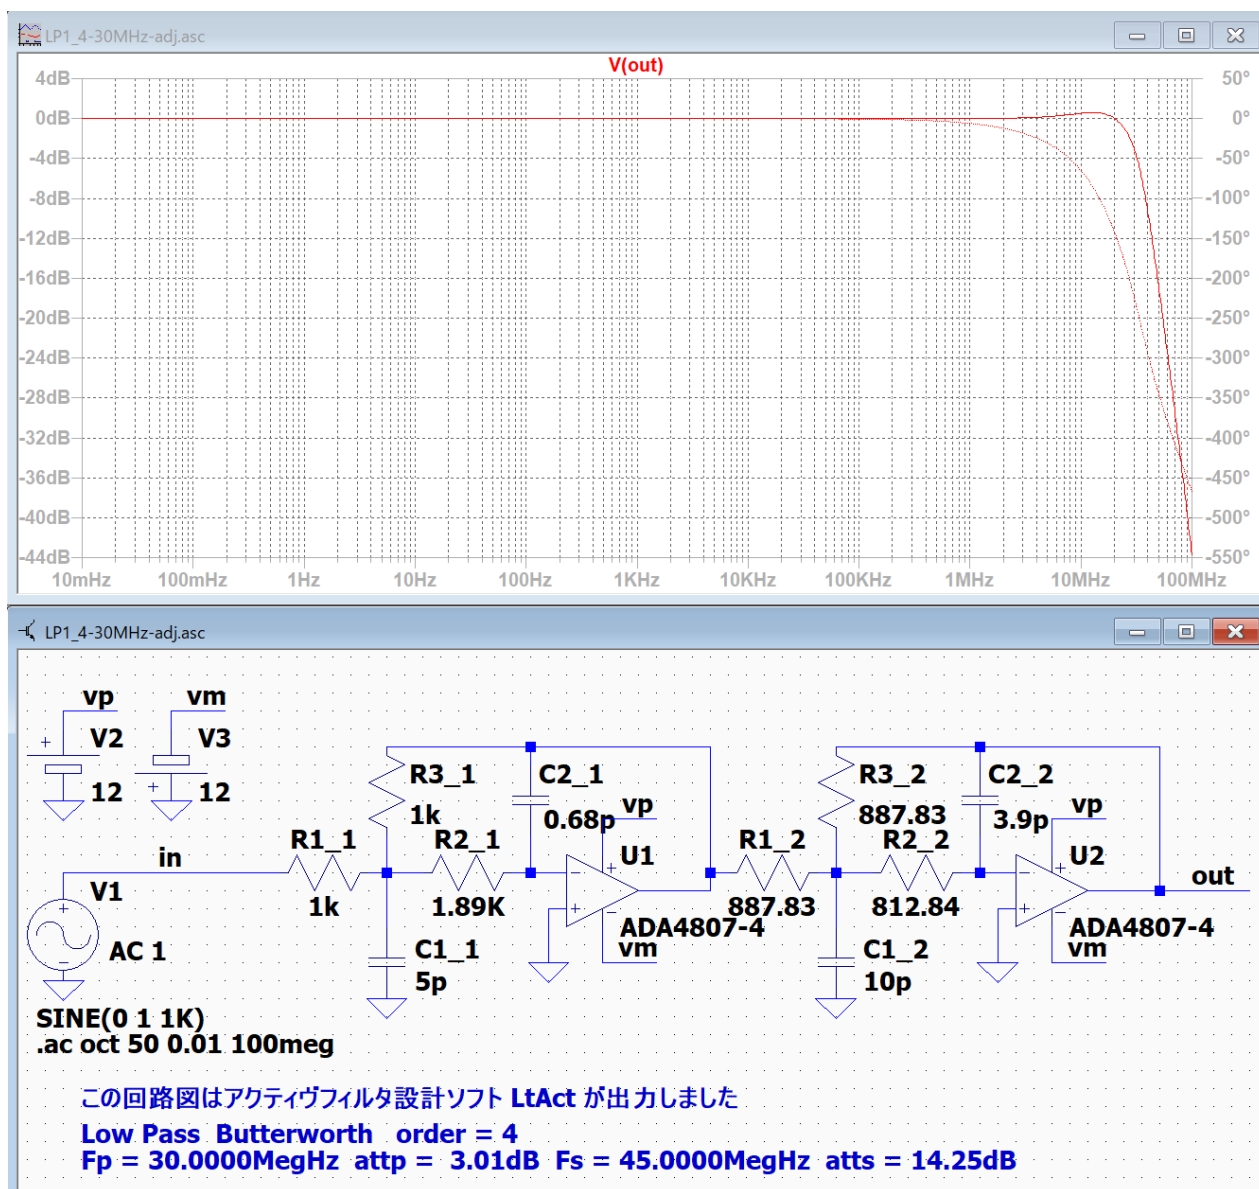 LP1_4-30MHz-adj.asc
V(out)
4dB
0dB
-4dB
-8dB
-12dB
-16dB
-20dB
-24dB
-28dB
-32dB
-36dB
-40dB
-44dB
50°
0°
-50°
-100°
-150°
-200°
-250°
-300°
-350°
-400°
-450°
-500°
-550°
10mHz 100mHz 1Hz 10Hz 100Hz 1KHz 10KHz 100KHz 1MHz 10MHz 100MHz
LP1_4-30MHz-adj.asc
vp
V2
12
vm
V3
12
in
V1
AC 1
SINE(0 1 1K)
.ac oct 50 0.01 100meg
R1_1
1k
R3_1
1k
R2_1
1.89K
C1_1
5p
C2_1
0.68p
vp
U1
ADA4807-4
vm
R1_2
887.83
R3_2
887.83
R2_2
812.84
C1_2
10p
C2_2
3.9p
vp
U2
ADA4807-4
vm
out
この回路図はアクティヴフィルタ設計ソフト LtAct が出力しました
Low Pass Butterworth order = 4
Fp = 30.0000MegHz attp = 3.01dB Fs = 45.0000MegHz atts = 14.25dB